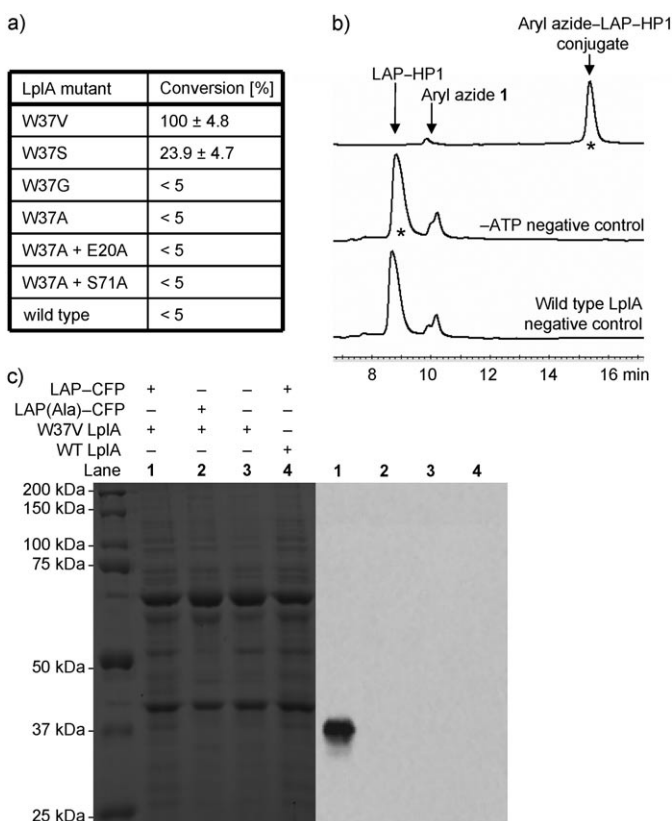 a)
LplA mutant Conversion [%]
W37V 100 ± 4.8
W37S 23.9 ± 4.7
W37G < 5
W37A < 5
W37A + E20A < 5
W37A + S71A < 5
wild type < 5
b)
Aryl azide–LAP–HP1
conjugate
LAP–HP1
Aryl azide 1
*
–ATP negative control
*
Wild type LplA
negative control
8 10 12 14 16 min
c)
LAP–CFP + – – +
LAP(Ala)–CFP – + – –
W37V LplA + + + –
WT LplA – – – +
Lane 1 2 3 4 1 2 3 4
200 kDa
150 kDa
100 kDa
75 kDa
50 kDa
37 kDa
25 kDa